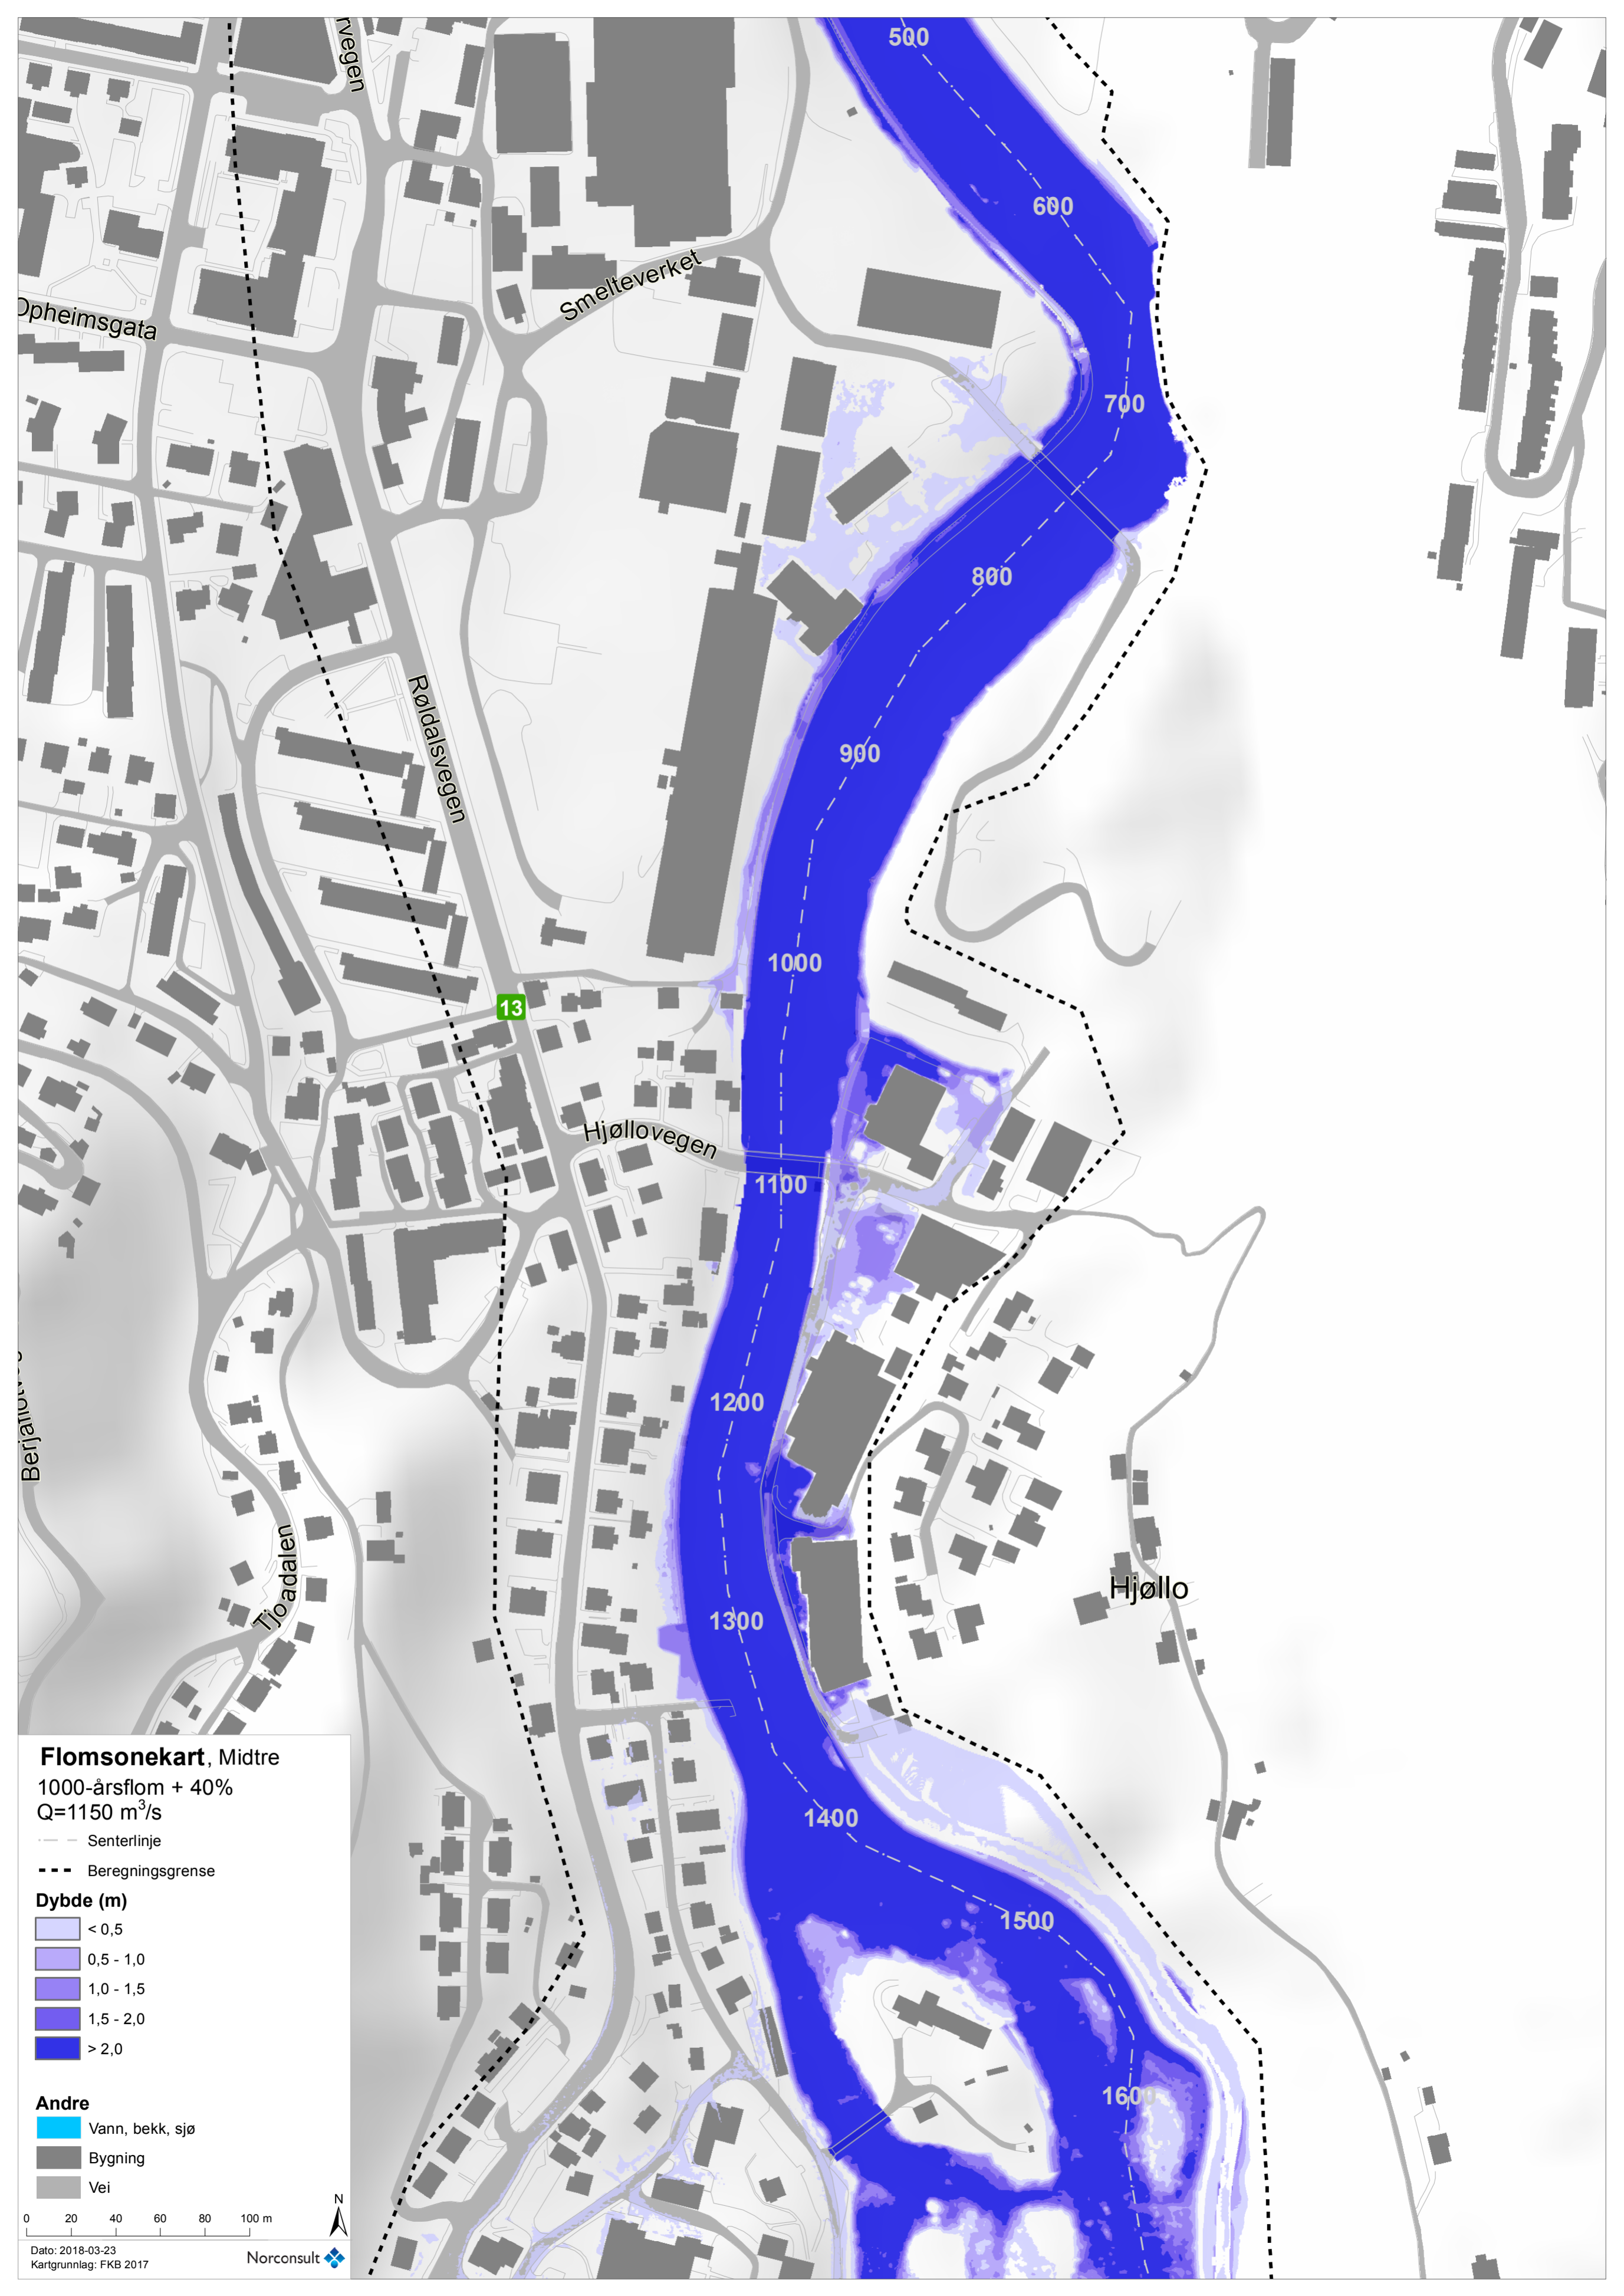 500
rvegen
600
Smelteverket
Opheimsgata
700
800
Røldalsvegen
900
1000
13
Hjøllovegen
1100
1200
Tjoadalen
Hjøllo
1300
1400
1500
1600
Flomsonekart, Midtre
1000-årsflom + 40%
Q=1150 m³/s
Senterlinje
Beregningsgrense
Dybde (m)
< 0,5
0,5 - 1,0
1,0 - 1,5
1,5 - 2,0
> 2,0
Andre
Vann, bekk, sjø
Bygning
Vei
N
0 20 40 60 80 100 m
Dato: 2018-03-23
Kartgrunnlag: FKB 2017
Norconsult